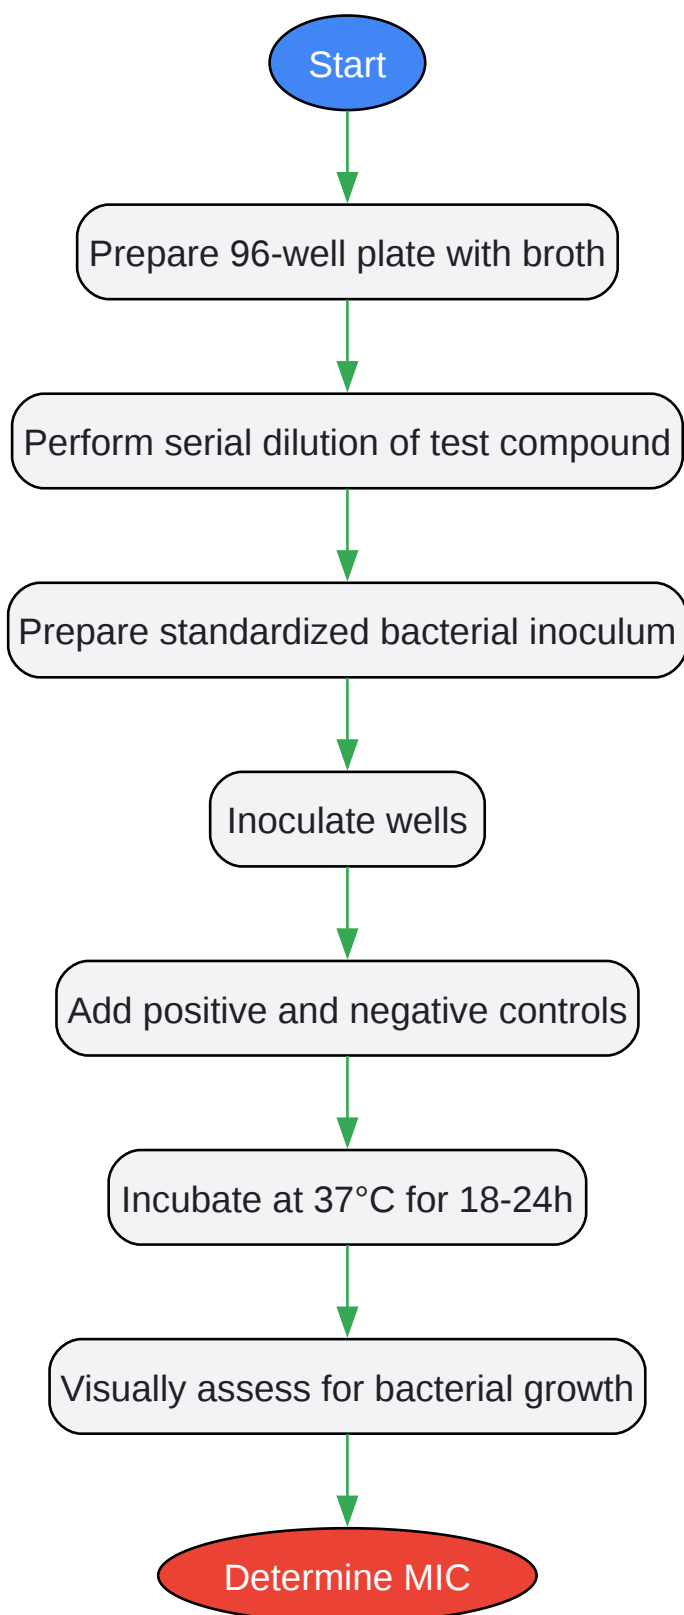 Start
Prepare 96-well plate with broth
Perform serial dilution of test compound
Prepare standardized bacterial inoculum
Inoculate wells
Add positive and negative controls
Incubate at 37°C for 18-24h
Visually assess for bacterial growth
Determine MIC